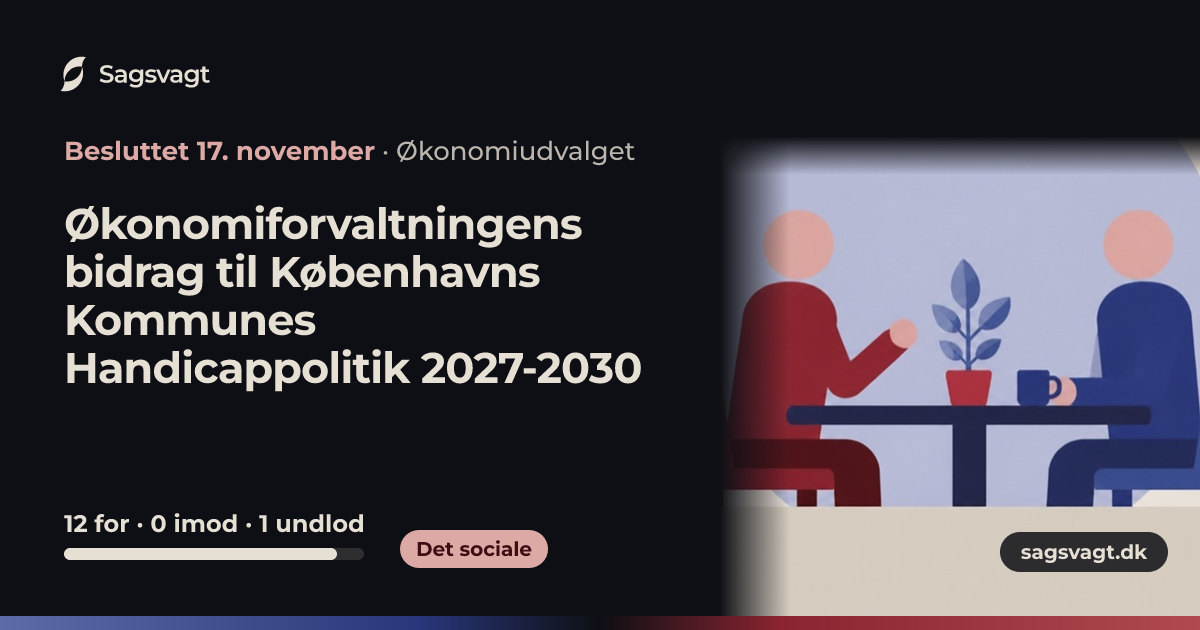 Sagsvagt
Besluttet 17. november · Økonomiudvalget
Økonomiforvaltningens
bidrag til Københavns
Kommunes
Handicappolitik 2027-2030
12 for · 0 imod · 1 undlod
Det sociale
sagsvagt.dk